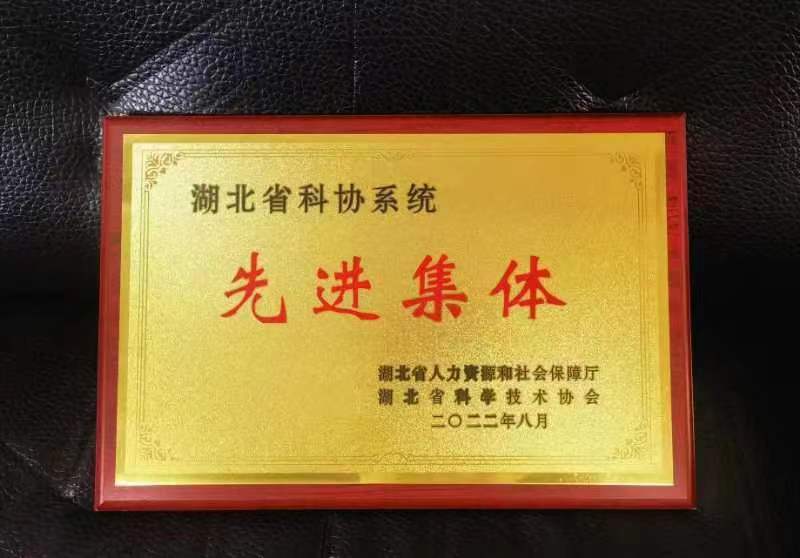 湖北省科协系统
先进集体
湖北省人力资源和社会保障厅
湖北省科学技术协会
二〇二二年八月